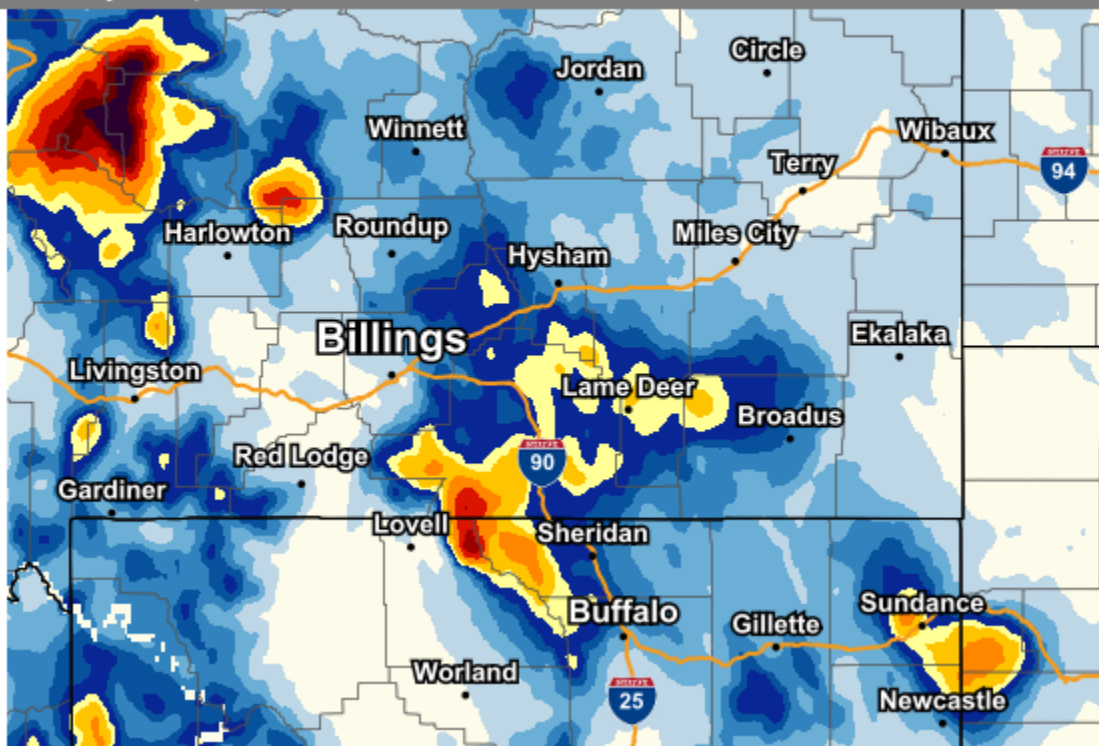 Circle
Jordan
Winnett
Wibaux
Terry
94
Harlowton
Roundup
Miles City
Hysham
Billings
Ekalaka
Livingston
Lame Deer
Broadus
Red Lodge
90
Gardiner
Lovell
Sheridan
Buffalo
Sundance
Gillette
Worland
25
Newcastle